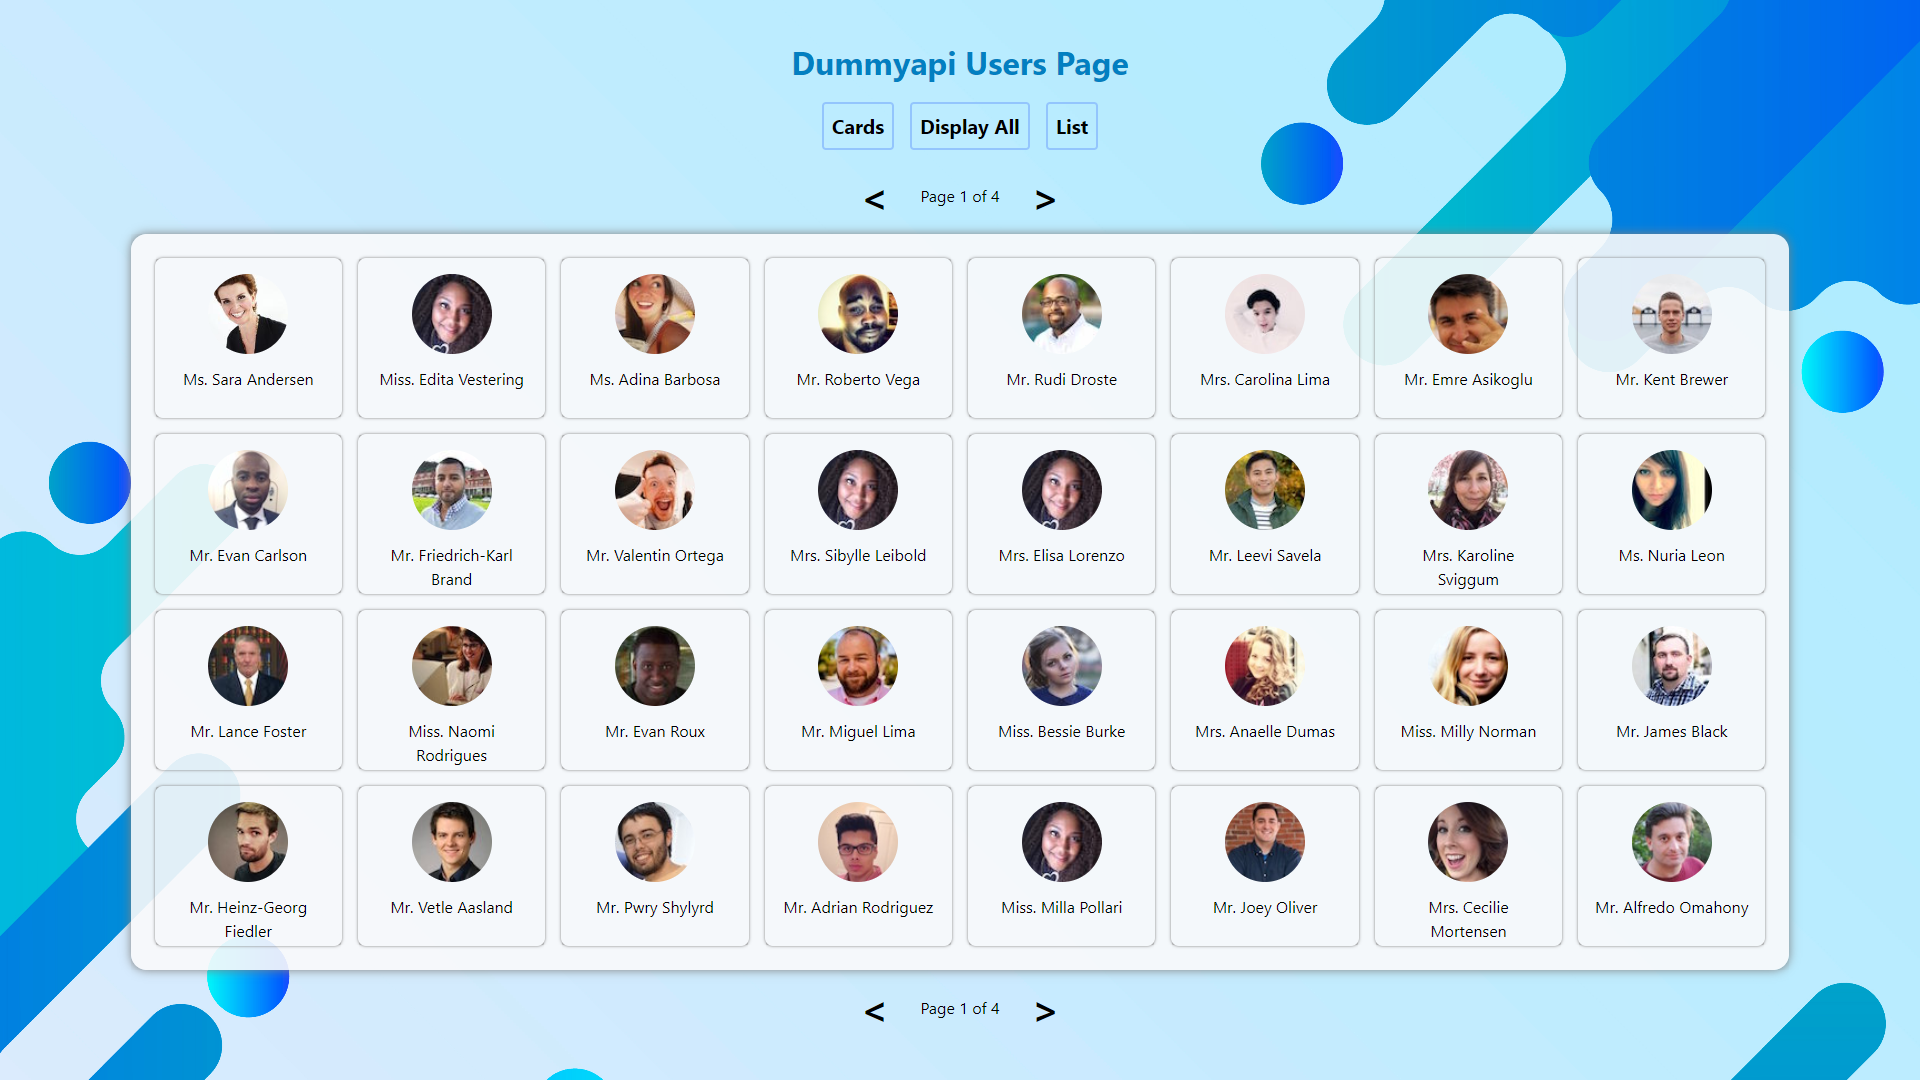 Dummyapi Users Page
Cards
Display All
List
< Page 1 of 4 >
Ms. Sara Andersen
Miss. Edita Vestering
Ms. Adina Barbosa
Mr. Roberto Vega
Mr. Rudi Droste
Mrs. Carolina Lima
Mr. Emre Asikoglu
Mr. Kent Brewer
Mr. Evan Carlson
Mr. Friedrich-Karl
Brand
Mr. Valentin Ortega
Mrs. Sibylle Leibold
Mrs. Elisa Lorenzo
Mr. Leevi Savela
Mrs. Karoline
Sviggum
Ms. Nuria Leon
Mr. Lance Foster
Miss. Naomi
Rodrigues
Mr. Evan Roux
Mr. Miguel Lima
Miss. Bessie Burke
Mrs. Anaelle Dumas
Miss. Milly Norman
Mr. James Black
Mr. Heinz-Georg
Fiedler
Mr. Vetle Aasland
Mr. Pwry Shylyrd
Mr. Adrian Rodriguez
Miss. Milla Pollari
Mr. Joey Oliver
Mrs. Cecilie
Mortensen
Mr. Alfredo Omahony
< Page 1 of 4 >